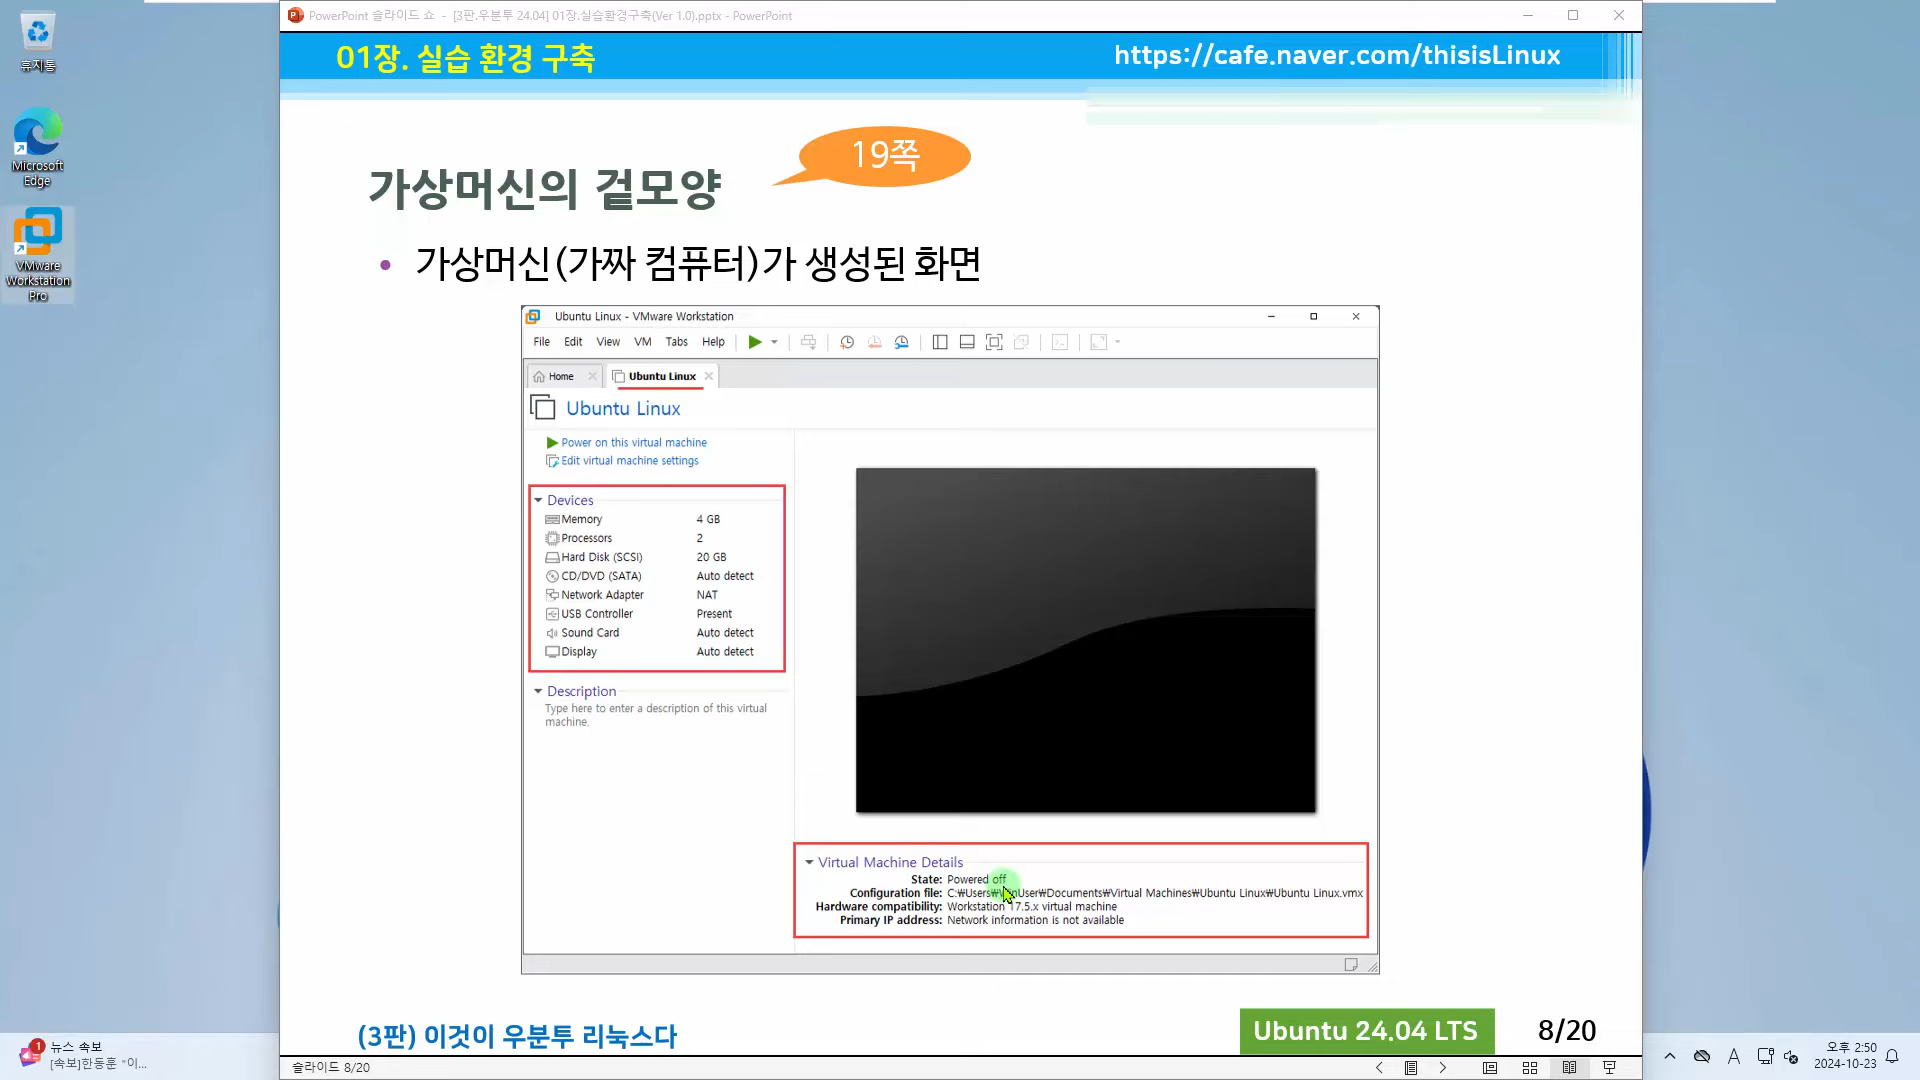 휴지통
Microsoft
Edge
VMware
Workstation
Pro
PowerPoint 슬라이드 쇼 - [3판.우분투 24.04] 01장.실습환경구축(Ver 1.0).pptx - PowerPoint
01장. 실습 환경 구축
https://cafe.naver.com/thisisLinux
19쪽
가상머신의 겉모양
• 가상머신(가짜 컴퓨터)가 생성된 화면
Ubuntu Linux - VMware Workstation
File Edit View VM Tabs Help
Home
Ubuntu Linux
Ubuntu Linux
Power on this virtual machine
Edit virtual machine settings
Devices
Memory 4 GB
Processors 2
Hard Disk (SCSI) 20 GB
CD/DVD (SATA) Auto detect
Network Adapter NAT
USB Controller Present
Sound Card Auto detect
Display Auto detect
Description
Type here to enter a description of this virtual
machine.
Virtual Machine Details
State: Powered off
Configuration file: C:₩Users₩WinUser₩Documents₩Virtual Machines₩Ubuntu Linux₩Ubuntu Linux.vmx
Hardware compatibility: Workstation 17.5.x virtual machine
Primary IP address: Network information is not available
(3판) 이것이 우분투 리눅스다
Ubuntu 24.04 LTS
8/20
슬라이드 8/20
1
뉴스 속보
[속보]한동훈 "이...
A
오후 2:50
2024-10-23